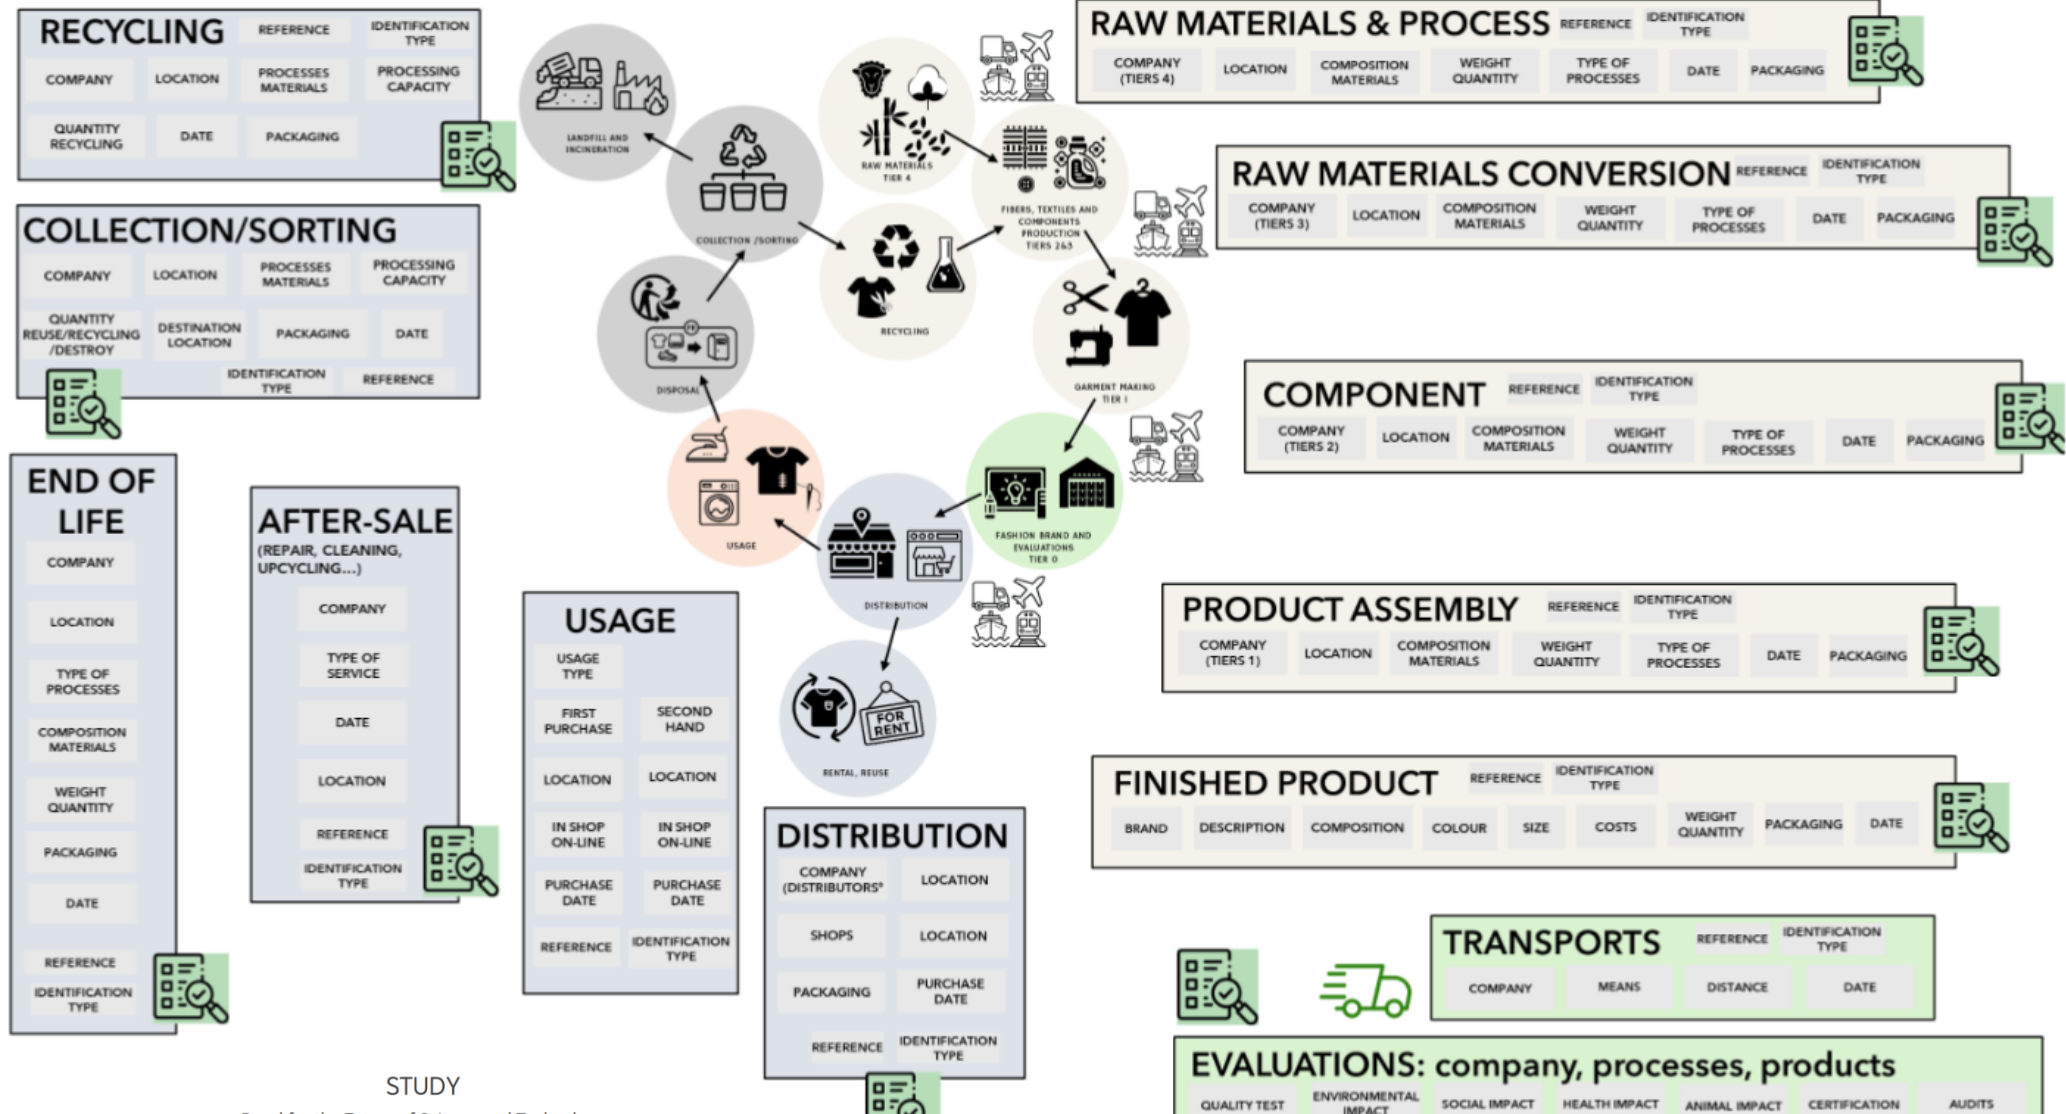 RECYCLING
REFERENCE
IDENTIFICATION
TYPE
COMPANY
LOCATION
PROCESSES
MATERIALS
PROCESSING
CAPACITY
QUANTITY
RECYCLING
DATE
PACKAGING
COLLECTION/SORTING
COMPANY
LOCATION
PROCESSES
MATERIALS
PROCESSING
CAPACITY
QUANTITY
REUSE/RECYCLING
/DESTROY
DESTINATION
LOCATION
PACKAGING
DATE
IDENTIFICATION
TYPE
REFERENCE
END OF
LIFE
COMPANY
LOCATION
TYPE OF
PROCESSES
COMPOSITION
MATERIALS
WEIGHT
QUANTITY
PACKAGING
DATE
REFERENCE
IDENTIFICATION
TYPE
AFTER-SALE
(REPAIR, CLEANING,
UPCYCLING...)
COMPANY
TYPE OF
SERVICE
DATE
LOCATION
REFERENCE
IDENTIFICATION
TYPE
USAGE
USAGE
TYPE
FIRST
PURCHASE
SECOND
HAND
LOCATION
LOCATION
IN SHOP
ON-LINE
IN SHOP
ON-LINE
PURCHASE
DATE
PURCHASE
DATE
REFERENCE
IDENTIFICATION
TYPE
DISTRIBUTION
COMPANY
(DISTRIBUTORS*
LOCATION
SHOPS
LOCATION
PACKAGING
PURCHASE
DATE
REFERENCE
IDENTIFICATION
TYPE
LANDFILL AND
INCINERATION
COLLECTION /SORTING
RAW MATERIALS
TIER 4
FIBERS, TEXTILES AND
COMPONENTS
PRODUCTION
TIERS 2&3
RECYCLING
DISPOSAL
FR
GARMENT MAKING
TIER 1
USAGE
FASHION BRAND AND
EVALUATIONS
TIER 0
DISTRIBUTION
FOR
RENT
RENTAL, REUSE
RAW MATERIALS & PROCESS
REFERENCE
IDENTIFICATION
TYPE
COMPANY
(TIERS 4)
LOCATION
COMPOSITION
MATERIALS
WEIGHT
QUANTITY
TYPE OF
PROCESSES
DATE
PACKAGING
RAW MATERIALS CONVERSION
REFERENCE
IDENTIFICATION
TYPE
COMPANY
(TIERS 3)
LOCATION
COMPOSITION
MATERIALS
WEIGHT
QUANTITY
TYPE OF
PROCESSES
DATE
PACKAGING
COMPONENT
REFERENCE
IDENTIFICATION
TYPE
COMPANY
(TIERS 2)
LOCATION
COMPOSITION
MATERIALS
WEIGHT
QUANTITY
TYPE OF
PROCESSES
DATE
PACKAGING
PRODUCT ASSEMBLY
REFERENCE
IDENTIFICATION
TYPE
COMPANY
(TIERS 1)
LOCATION
COMPOSITION
MATERIALS
WEIGHT
QUANTITY
TYPE OF
PROCESSES
DATE
PACKAGING
FINISHED PRODUCT
REFERENCE
IDENTIFICATION
TYPE
BRAND
DESCRIPTION
COMPOSITION
COLOUR
SIZE
COSTS
WEIGHT
QUANTITY
PACKAGING
DATE
TRANSPORTS
REFERENCE
IDENTIFICATION
TYPE
COMPANY
MEANS
DISTANCE
DATE
EVALUATIONS: company, processes, products
QUALITY TEST
ENVIRONMENTAL
IMPACT
SOCIAL IMPACT
HEALTH IMPACT
ANIMAL IMPACT
CERTIFICATION
AUDITS
STUDY